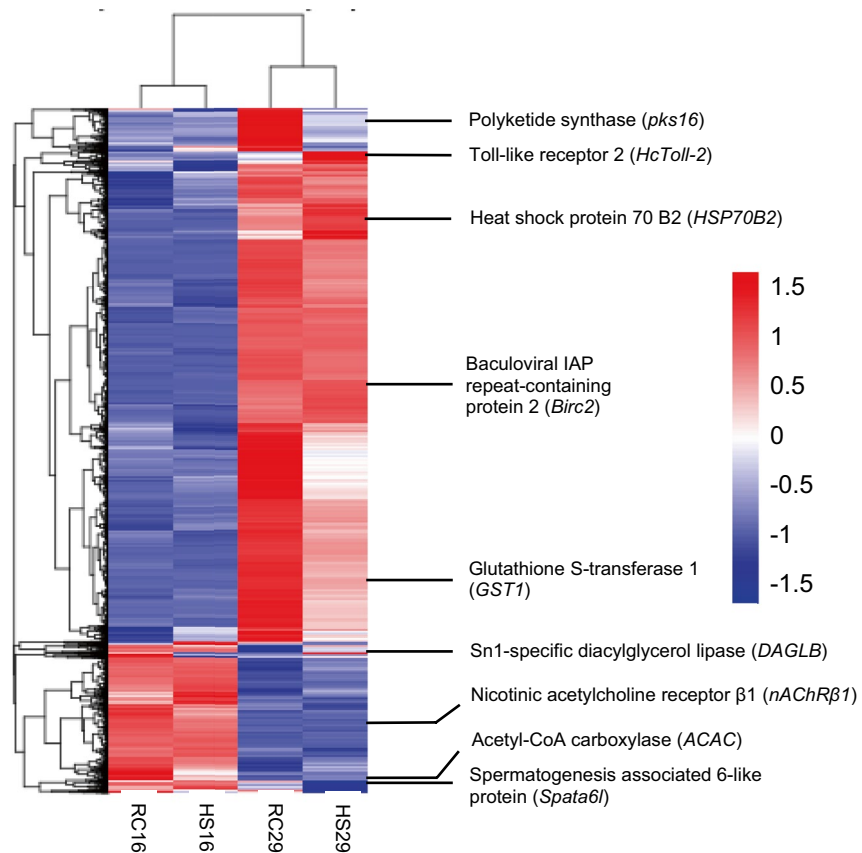 Polyketide synthase (pks16)
Toll-like receptor 2 (HcToll-2)
Heat shock protein 70 B2 (HSP70B2)
Baculoviral IAP
repeat-containing
protein 2 (Birc2)
Glutathione S-transferase 1
(GST1)
Sn1-specific diacylglycerol lipase (DAGLB)
Nicotinic acetylcholine receptor β1 (nAChRβ1)
Acetyl-CoA carboxylase (ACAC)
Spermatogenesis associated 6-like
protein (Spata6l)
1.5
1
0.5
0
-0.5
-1
-1.5
RC16
HS16
RC29
HS29